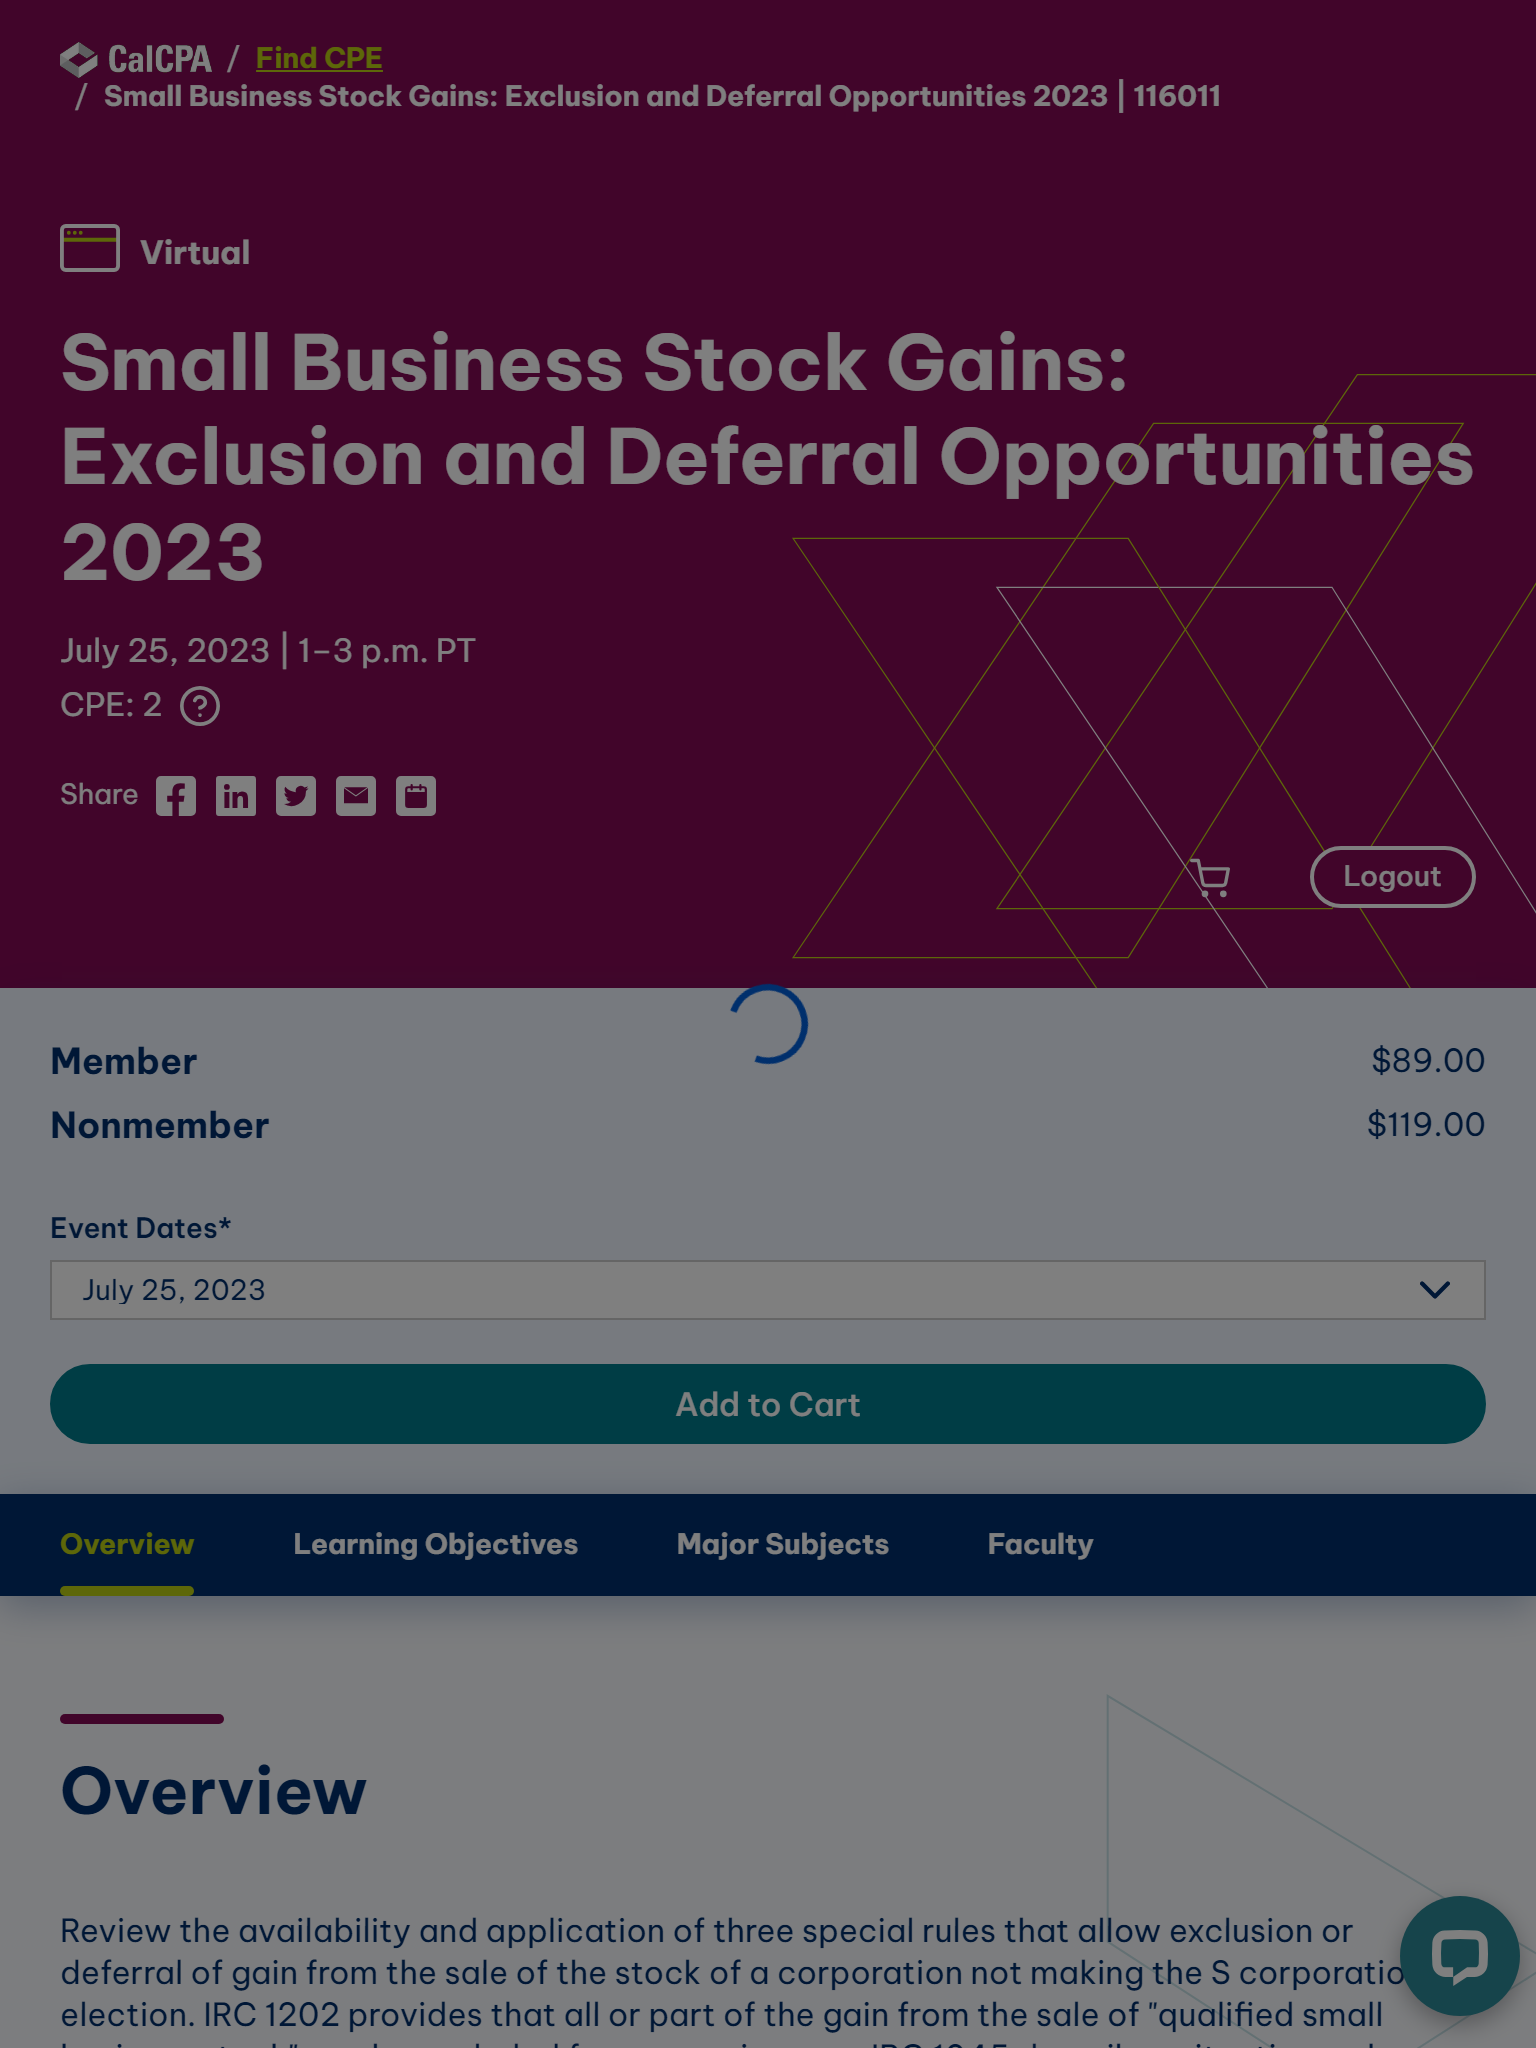 CalCPA / Find CPE
/ Small Business Stock Gains: Exclusion and Deferral Opportunities 2023 | 116011
Virtual
Small Business Stock Gains:
Exclusion and Deferral Opportunities
2023
July 25, 2023 | 1–3 p.m. PT
CPE: 2
Share
Logout
Member $89.00
Nonmember $119.00
Event Dates*
July 25, 2023
Add to Cart
Overview Learning Objectives Major Subjects Faculty
Overview
Review the availability and application of three special rules that allow exclusion or
deferral of gain from the sale of the stock of a corporation not making the S corporatio
election. IRC 1202 provides that all or part of the gain from the sale of "qualified small